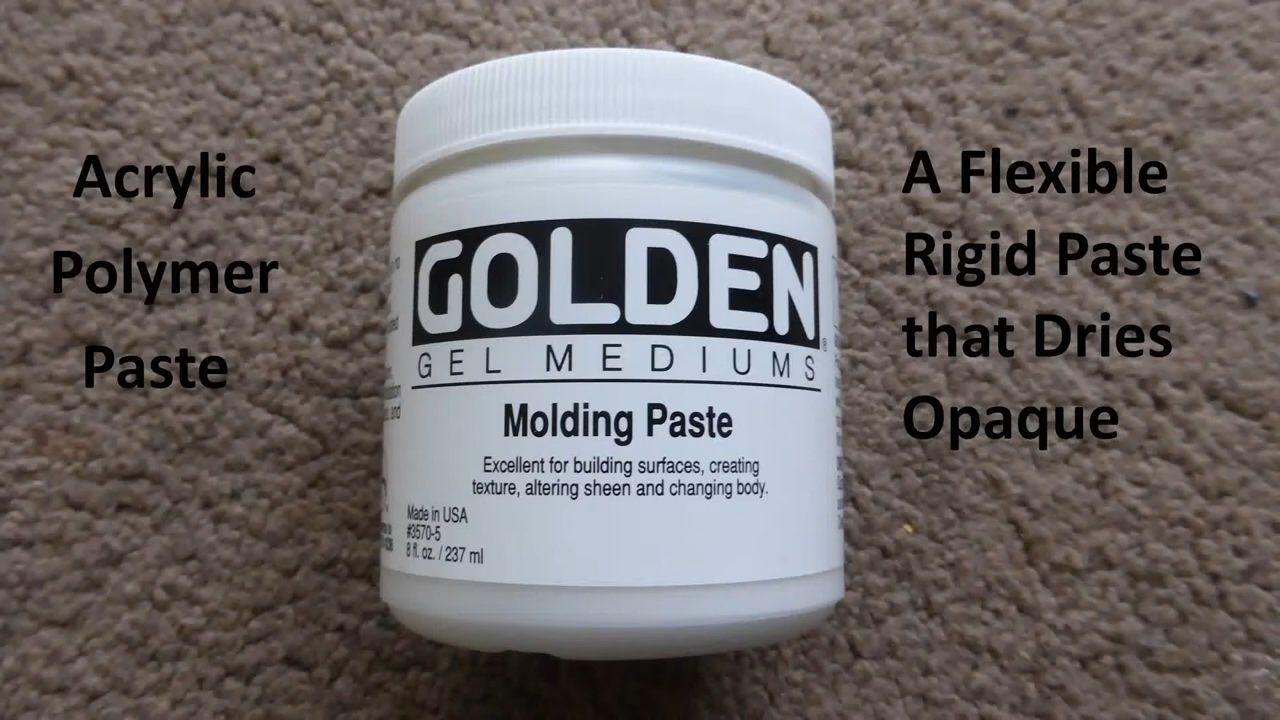 Acrylic
Polymer
Paste
GOLDEN
®
GEL MEDIUMS
Molding Paste
Excellent for building surfaces, creating
texture, altering sheen and changing body.
Made in USA
#3570-5
8 fl. oz. / 237 ml
A Flexible
Rigid Paste
that Dries
Opaque